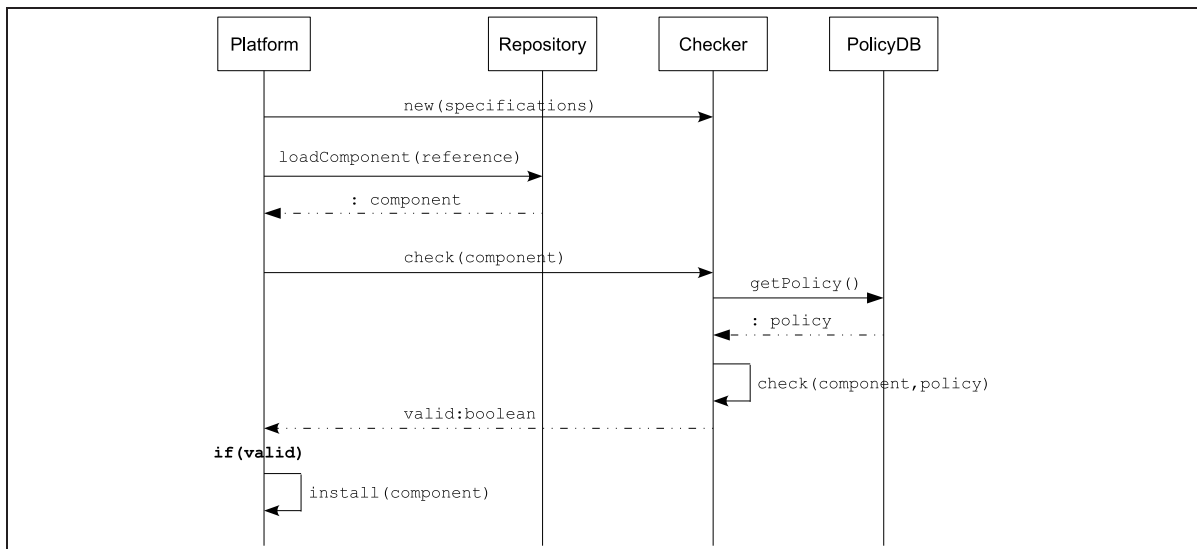 Platform
Repository
Checker
PolicyDB
new(specifications)
loadComponent(reference)
: component
check(component)
getPolicy()
: policy
check(component,policy)
valid:boolean
if(valid)
install(component)